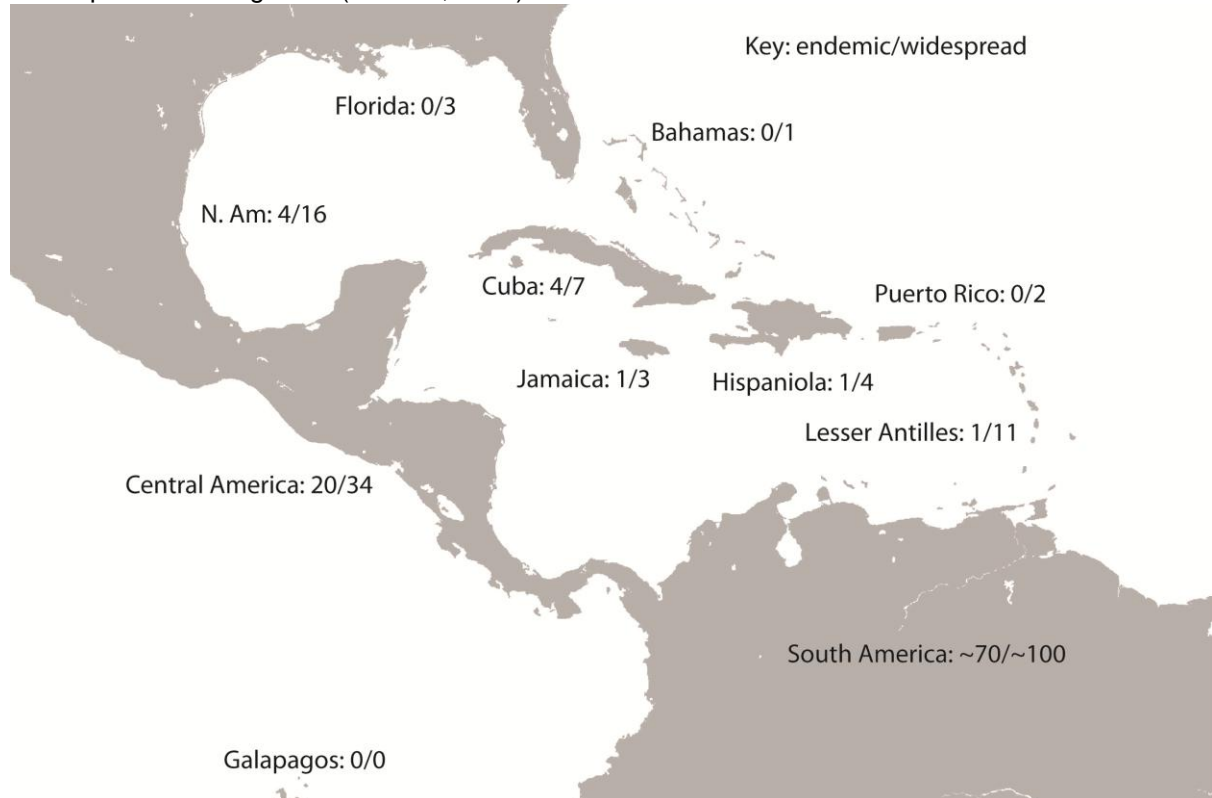 Key: endemic/widespread
Florida: 0/3
Bahamas: 0/1
N. Am: 4/16
Cuba: 4/7
Puerto Rico: 0/2
Jamaica: 1/3
Hispaniola: 1/4
Lesser Antilles: 1/11
Central America: 20/34
South America: ~70/~100
Galapagos: 0/0